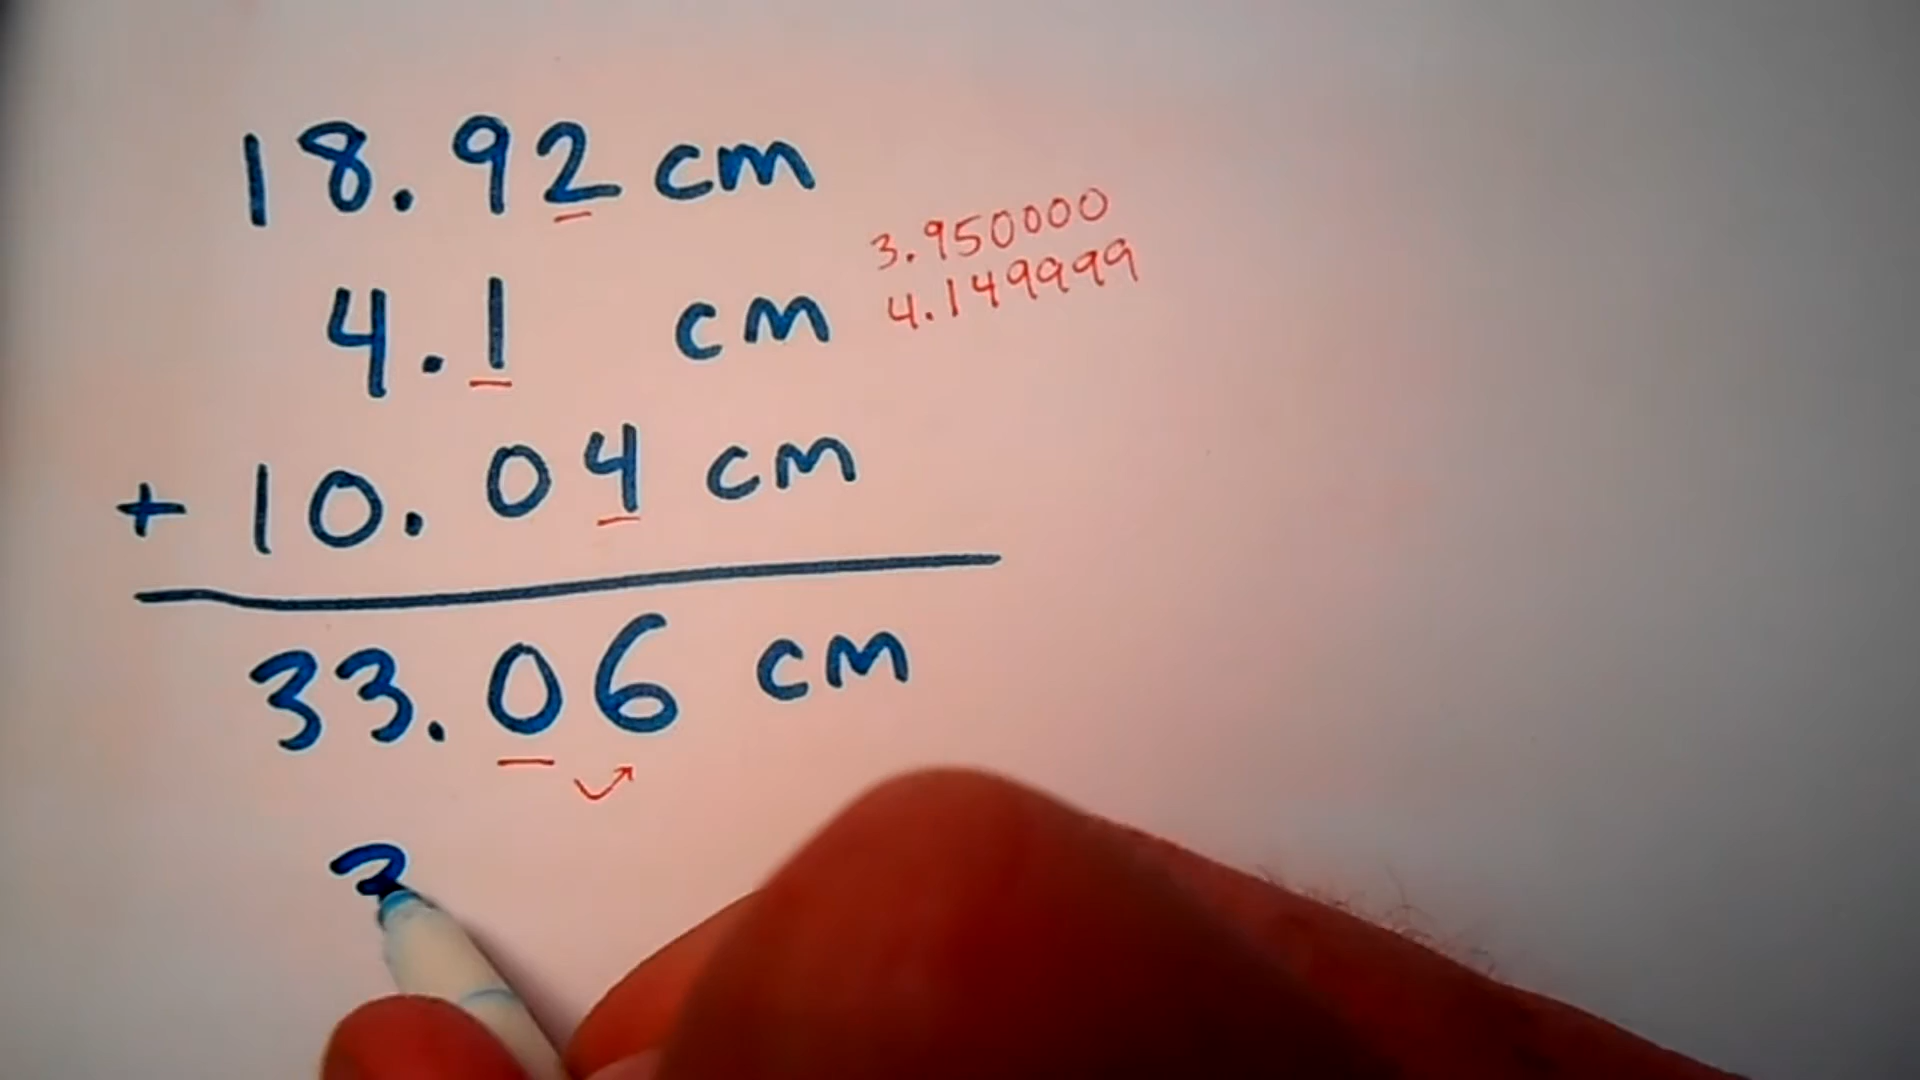 18.92 cm
3.950000
4.149999
4.1 cm
+ 10.04 cm
33.06 cm
3